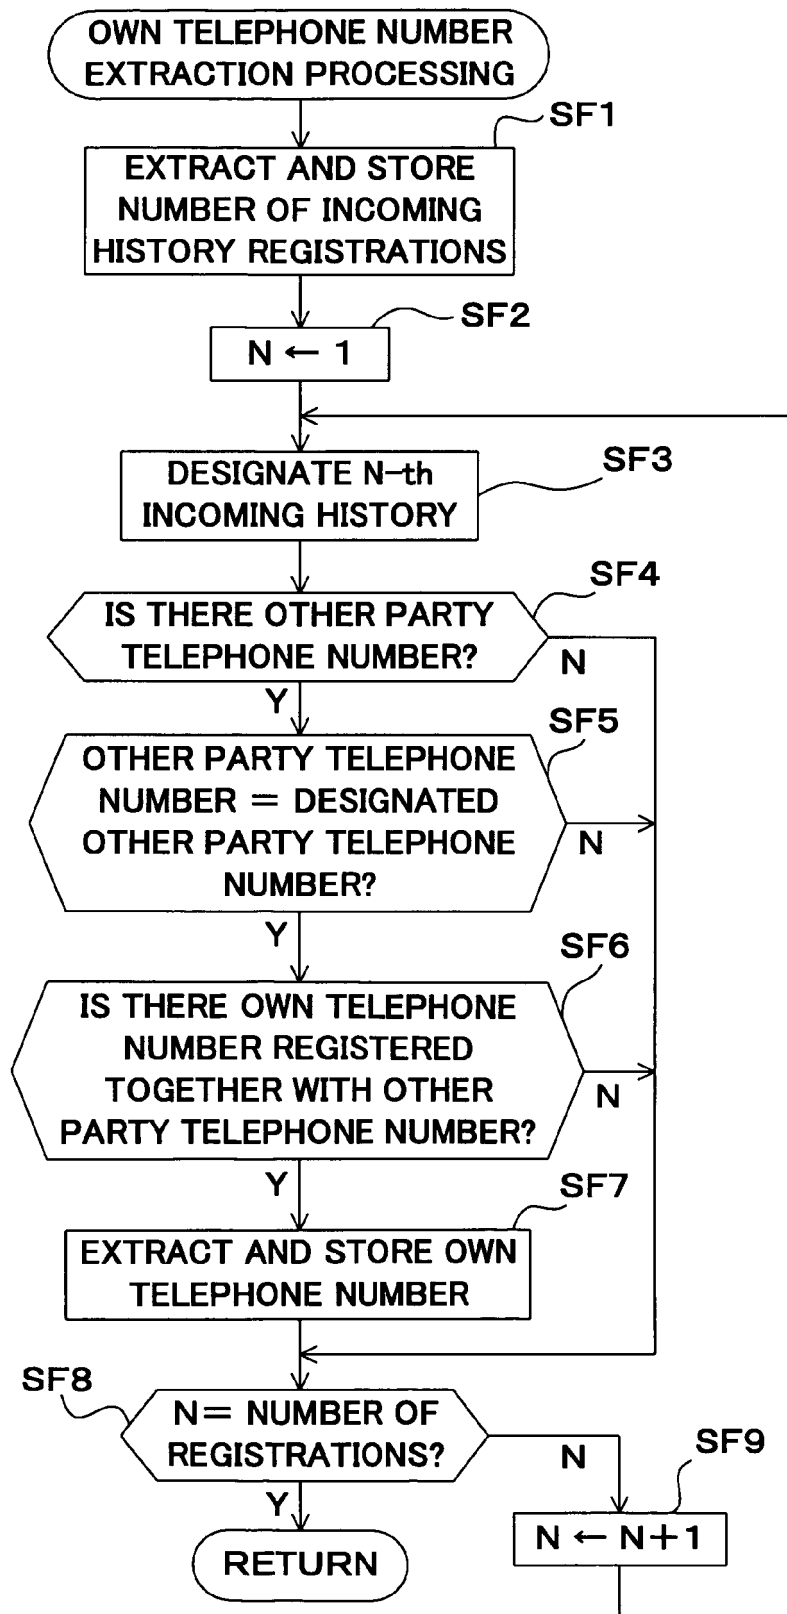 OWN TELEPHONE NUMBER
EXTRACTION PROCESSING
SF1
EXTRACT AND STORE
NUMBER OF INCOMING
HISTORY REGISTRATIONS
SF2
N ← 1
SF3
DESIGNATE N-th
INCOMING HISTORY
SF4
IS THERE OTHER PARTY
TELEPHONE NUMBER?
N
Y
SF5
OTHER PARTY TELEPHONE
NUMBER = DESIGNATED
OTHER PARTY TELEPHONE
NUMBER?
N
Y
SF6
IS THERE OWN TELEPHONE
NUMBER REGISTERED
TOGETHER WITH OTHER
PARTY TELEPHONE NUMBER?
N
Y
SF7
EXTRACT AND STORE OWN
TELEPHONE NUMBER
SF8
N= NUMBER OF
REGISTRATIONS?
N
Y
SF9
N ← N+1
RETURN